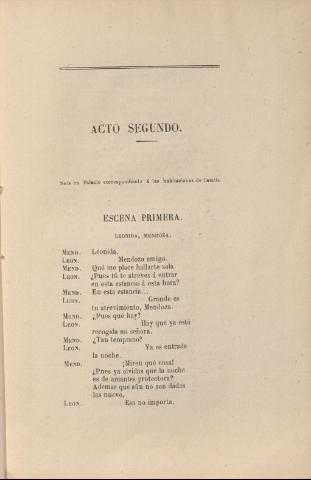 ACTO SEGUNDO.
Sala en Palacio correspondiente á las habitaciones de Camila.
ESCENA PRIMERA.
LEONIDA, MENDOZA.
MEND. Leonida.
LEON. Mendoza amigo.
MEND. Qué me place hallarte sola
LEON. ¿Pues tú te atreves á entrar
en esta estancia á esta hora?
MEND. En esta estancia...
LEON. Grande es
tu atrevimiento, Mendoza.
MEND. ¿Pues qué hay?
LEON. Hay que ya está
recogida mi señora.
MEND. ¿Tan temprano?
LEON. Ya es entrada
la noche.
MEND. ¡Miren qué cosa!
¿Pues ya olvidas que la noche
es de amantes protectora?
Ademas que aún no son dadas
las nueve.
LEON. Eso no importa.